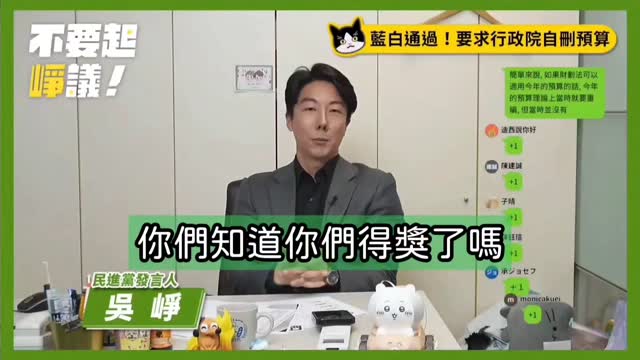 不要起
崢議！
藍白通過！要求行政院自刪預算
簡單來說, 如果財劃法可以
適用今年的預算的話, 今年
的預算理論上當時就要重
編, 但當時並沒有
迪西說你好
+1
陳建誠
+1
子晴
+1
+1
承ジョセフ
+1
monicakuei
你們知道你們得獎了嗎
民進黨發言人
吳崢